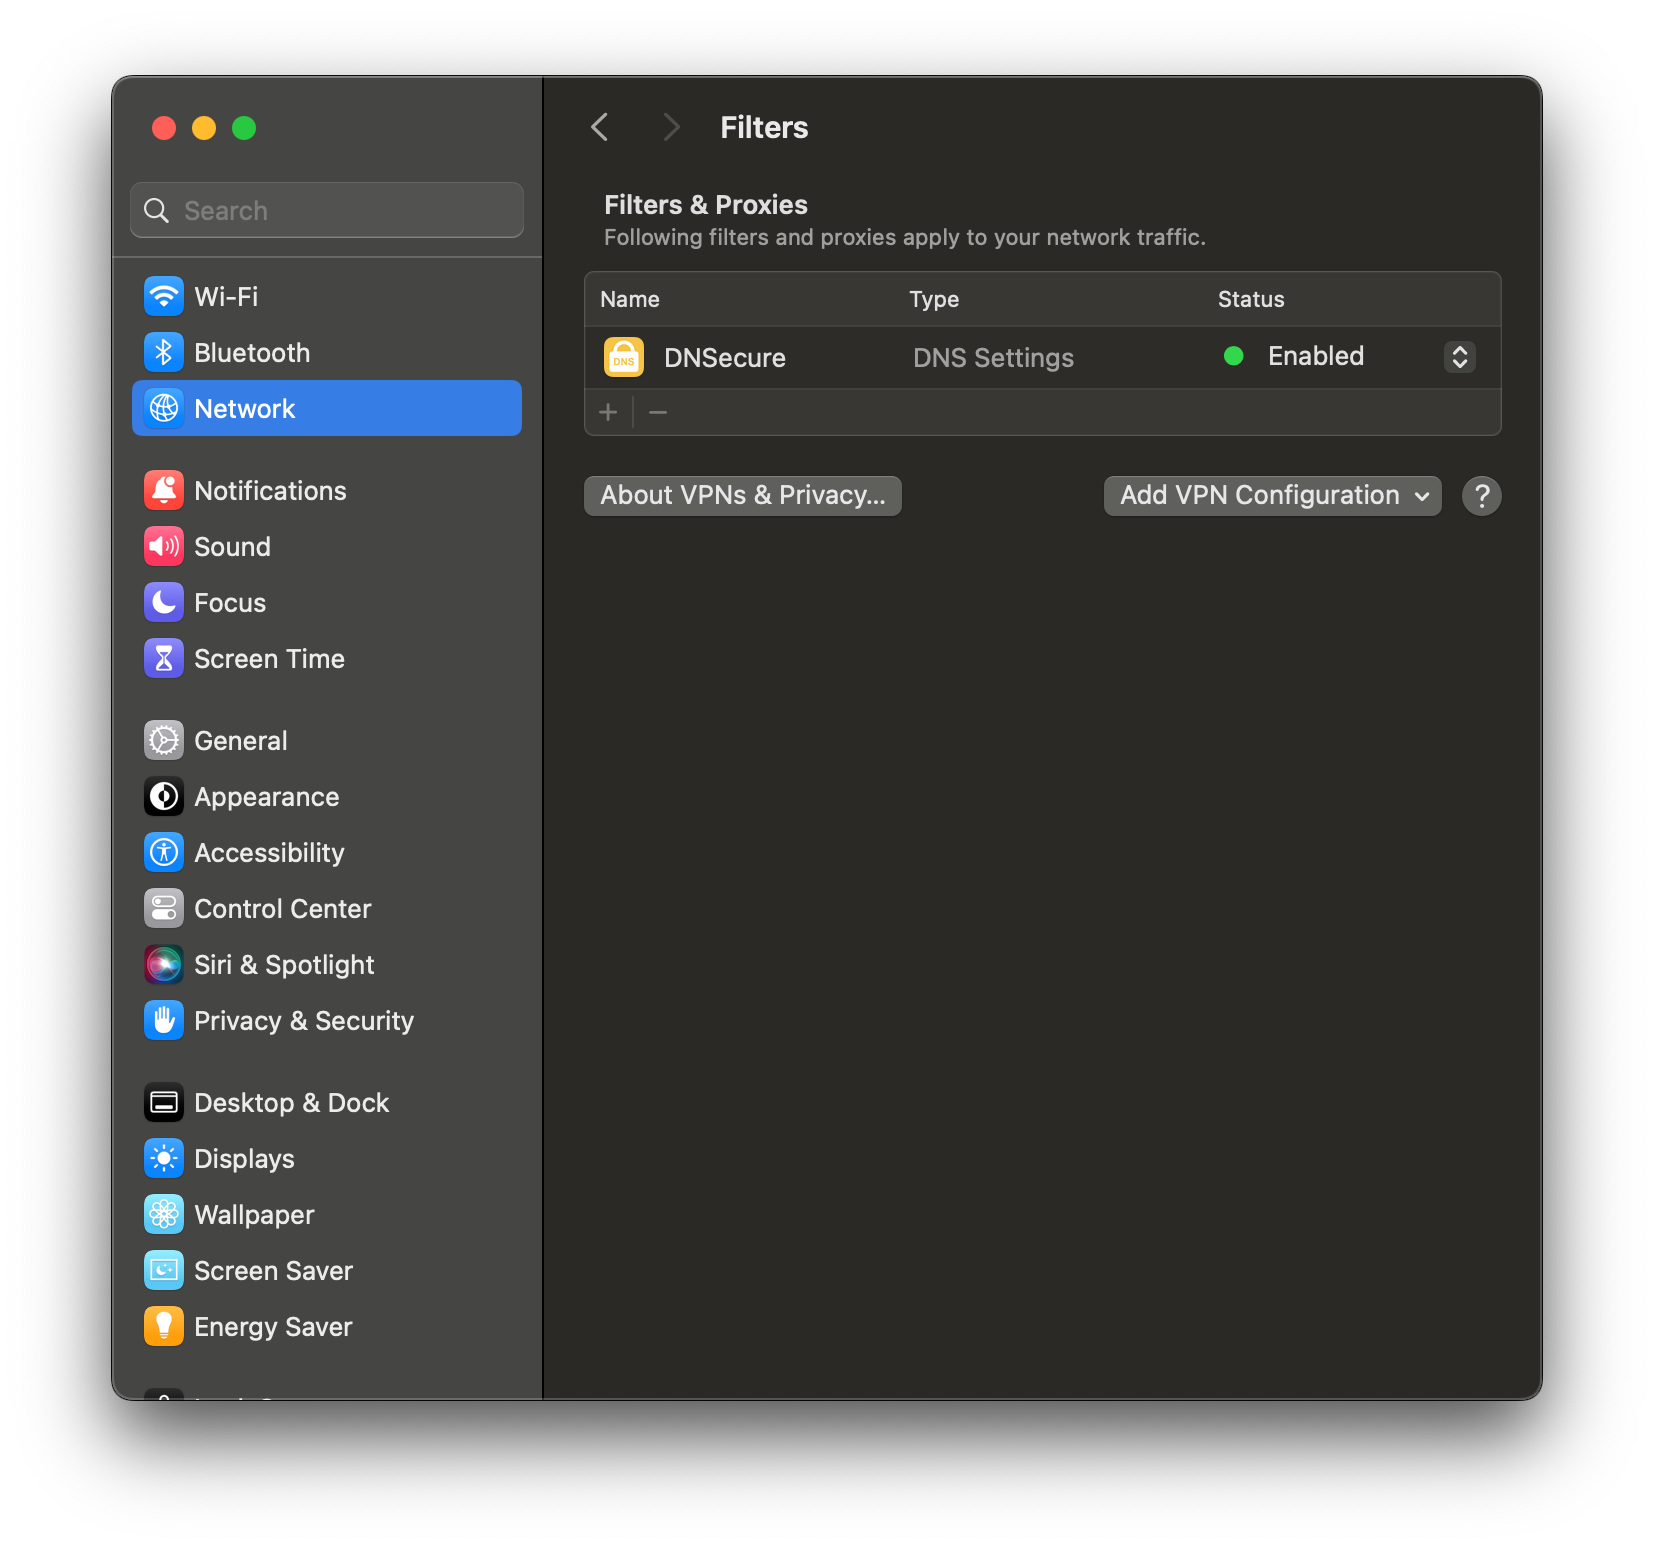 Filters
Search
Wi-Fi
Bluetooth
Network
Notifications
Sound
Focus
Screen Time
General
Appearance
Accessibility
Control Center
Siri & Spotlight
Privacy & Security
Desktop & Dock
Displays
Wallpaper
Screen Saver
Energy Saver
Filters & Proxies
Following filters and proxies apply to your network traffic.
Name Type Status
DNS DNSecure DNS Settings Enabled
+ −
About VPNs & Privacy... Add VPN Configuration ?